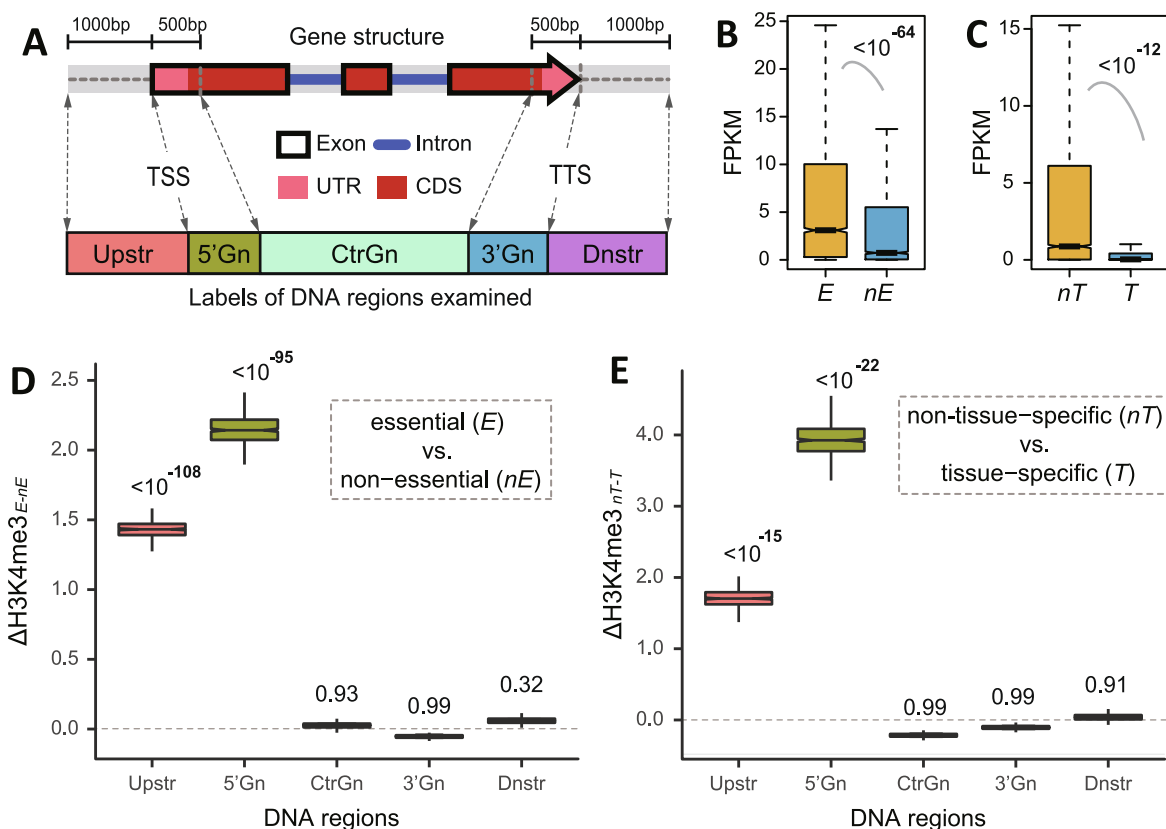 A
1000bp 500bp
Gene structure
500bp 1000bp
TSS
Exon Intron
UTR CDS
TTS
Upstr 5’Gn CtrGn 3’Gn Dnstr
Labels of DNA regions examined
B
<10-64
FPKM
25
20
15
10
5
0
E nE
C
<10-12
FPKM
15
10
5
0
nT T
D
ΔH3K4me3E-nE
2.5
2.0
1.5
1.0
0.5
0.0
<10-108
<10-95
0.93
0.99
0.32
essential (E)
vs.
non−essential (nE)
Upstr 5’Gn CtrGn 3’Gn Dnstr
DNA regions
E
ΔH3K4me3nT-T
4.0
2.0
0.0
<10-15
<10-22
0.99
0.99
0.91
non−tissue−specific (nT)
vs.
tissue−specific (T)
Upstr 5’Gn CtrGn 3’Gn Dnstr
DNA regions